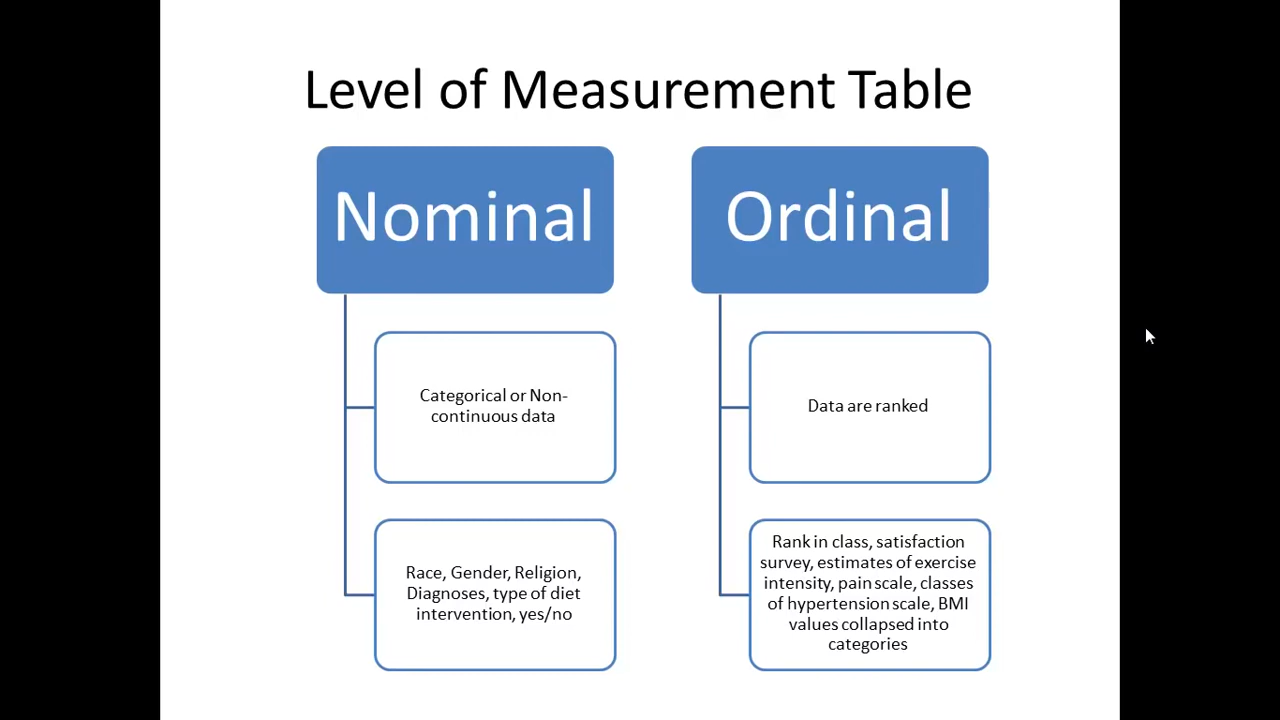 Level of Measurement Table
Nominal
Categorical or Non-
continuous data
Race, Gender, Religion,
Diagnoses, type of diet
intervention, yes/no
Ordinal
Data are ranked
Rank in class, satisfaction
survey, estimates of exercise
intensity, pain scale, classes
of hypertension scale, BMI
values collapsed into
categories